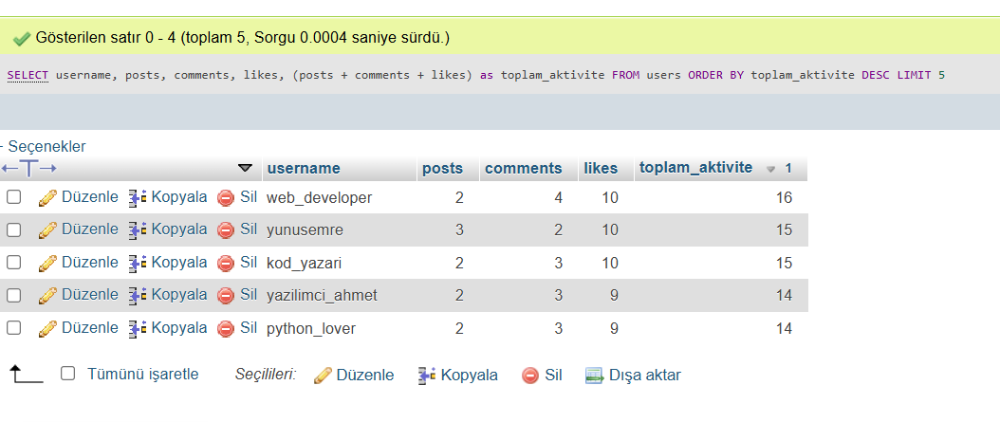 Gösterilen satır 0 - 4 (toplam 5, Sorgu 0.0004 saniye sürdü.)
SELECT username, posts, comments, likes, (posts + comments + likes) as toplam_aktivite FROM users ORDER BY toplam_aktivite DESC LIMIT 5
Seçenekler
username posts comments likes toplam_aktivite 1
Düzenle Kopyala Sil web_developer 2 4 10 16
Düzenle Kopyala Sil yunusemre 3 2 10 15
Düzenle Kopyala Sil kod_yazari 2 3 10 15
Düzenle Kopyala Sil yazilimci_ahmet 2 3 9 14
Düzenle Kopyala Sil python_lover 2 3 9 14
Tümünü işaretle Seçilileri: Düzenle Kopyala Sil Dışa aktar